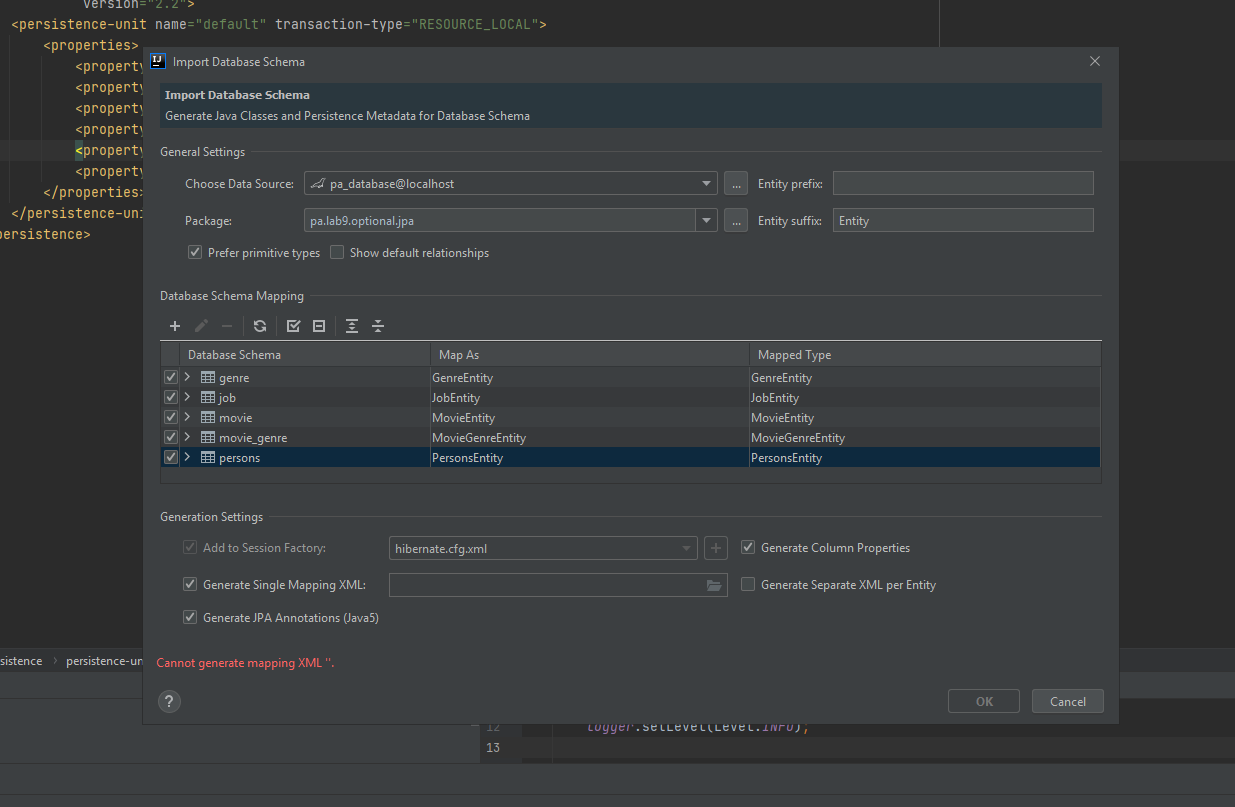 version="2.2">
<persistence-unit name="default" transaction-type="RESOURCE_LOCAL">
<properties>
<property
<property
<property
<property
<property
<property
</properties>
</persistence-uni
persistence>
IJ
Import Database Schema
Import Database Schema
Generate Java Classes and Persistence Metadata for Database Schema
General Settings
Choose Data Source: pa_database@localhost ... Entity prefix:
Package: pa.lab9.optional.jpa ... Entity suffix: Entity
Prefer primitive types Show default relationships
Database Schema Mapping
Database Schema Map As Mapped Type
genre GenreEntity GenreEntity
job JobEntity JobEntity
movie MovieEntity MovieEntity
movie_genre MovieGenreEntity MovieGenreEntity
persons PersonsEntity PersonsEntity
Generation Settings
Add to Session Factory: hibernate.cfg.xml Generate Column Properties
Generate Single Mapping XML: Generate Separate XML per Entity
Generate JPA Annotations (Java5)
sistence persistence-un
Cannot generate mapping XML ''.
? OK Cancel
12 logger.setLevel(Level.INFO);
13